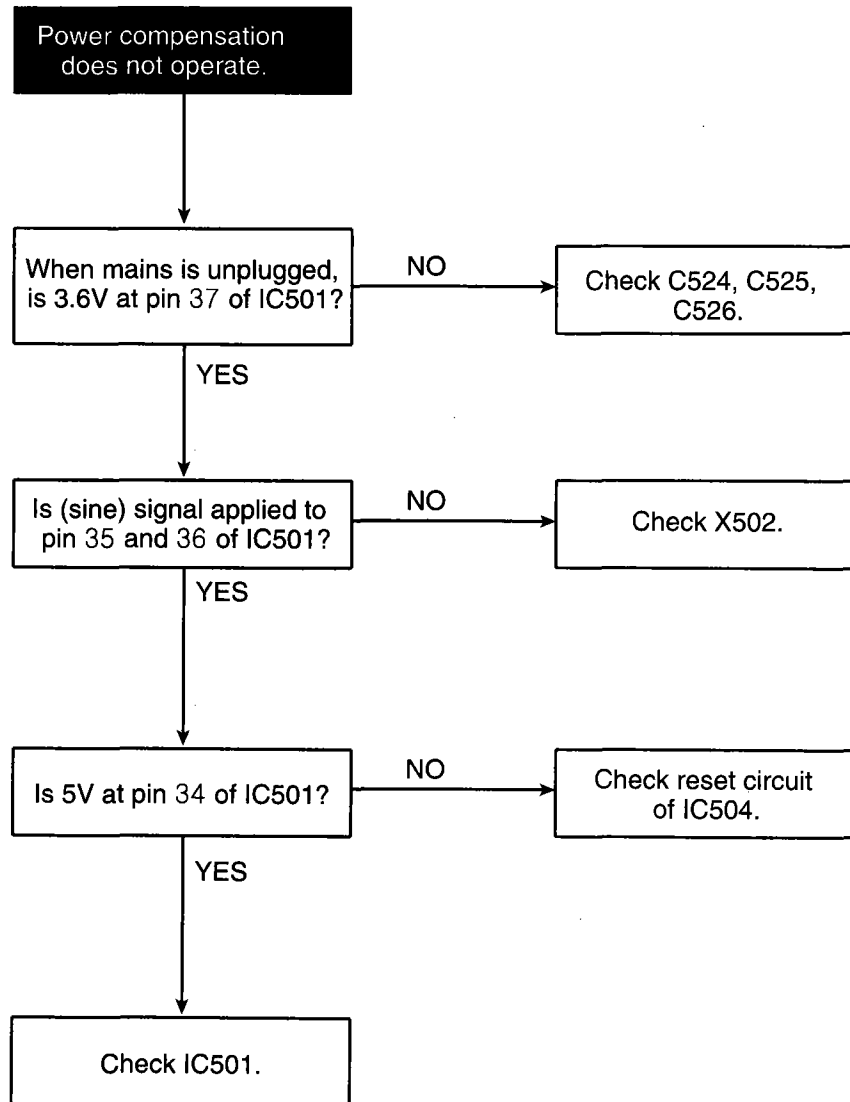 Power compensation
does not operate.
When mains is unplugged,
is 3.6V at pin 37 of IC501?
NO
Check C524, C525,
C526.
YES
Is (sine) signal applied to
pin 35 and 36 of IC501?
NO
Check X502.
YES
Is 5V at pin 34 of IC501?
NO
Check reset circuit
of IC504.
YES
Check IC501.